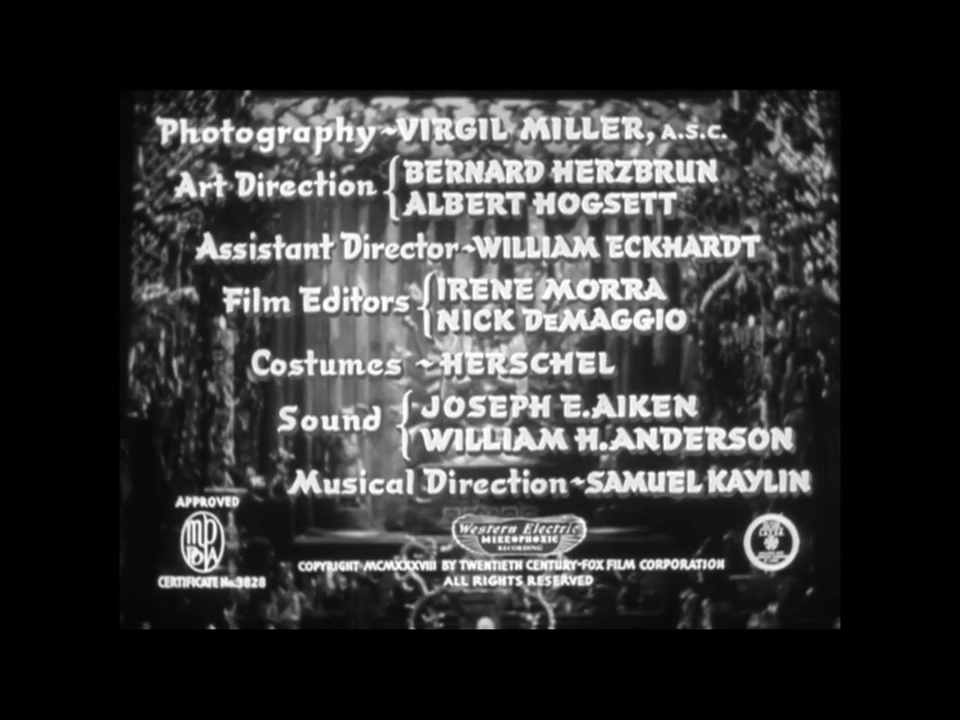 Photography~VIRGIL MILLER, A.S.C.
Art Direction { BERNARD HERZBRUN
ALBERT HOGSETT
Assistant Director~WILLIAM ECKHARDT
Film Editors { IRENE MORRA
NICK DEMAGGIO
Costumes ~ HERSCHEL
Sound { JOSEPH E. AIKEN
WILLIAM H. ANDERSON
Musical Direction~SAMUEL KAYLIN
APPROVED
MPPDA
CERTIFICATE No. 3828
Western Electric
MIRROPHONIC
RECORDING
COPYRIGHT MCMXXXVIII BY TWENTIETH CENTURY-FOX FILM CORPORATION
ALL RIGHTS RESERVED